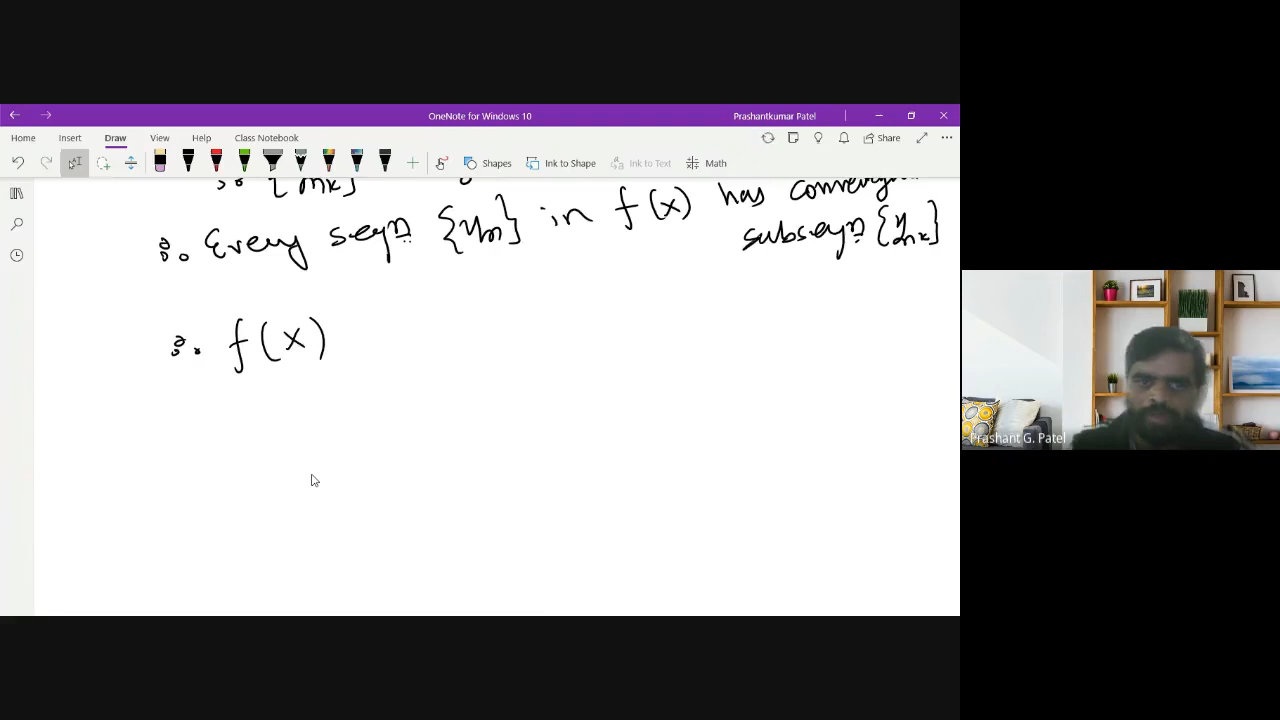 OneNote for Windows 10
Prashantkumar Patel
Home Insert Draw View Help Class Notebook
Share
Shapes Ink to Shape Ink to Text Math
∴ Every seqn {yn} in f(x) has
subseqn {ynk}
∴ f(x)
Prashant G. Patel